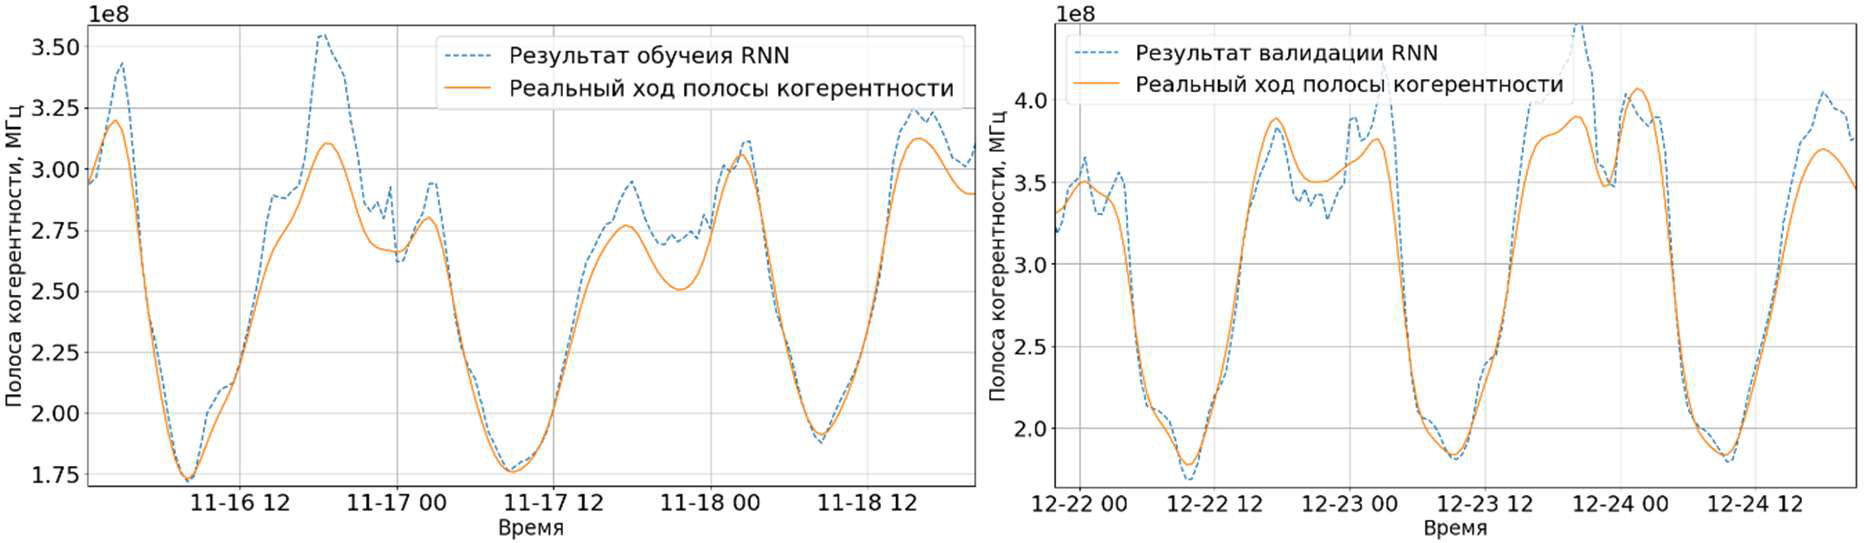 1e8
3.50
3.25
3.00
2.75
2.50
2.25
2.00
1.75
Полоса когерентности, МГц
Результат обучеия RNN
Реальный ход полосы когерентности
11-16 12
11-17 00
11-17 12
11-18 00
11-18 12
Время
1e8
4.0
3.5
3.0
2.5
2.0
Полоса когерентности, МГц
Результат валидации RNN
Реальный ход полосы когерентности
12-22 00
12-22 12
12-23 00
12-23 12
12-24 00
12-24 12
Время